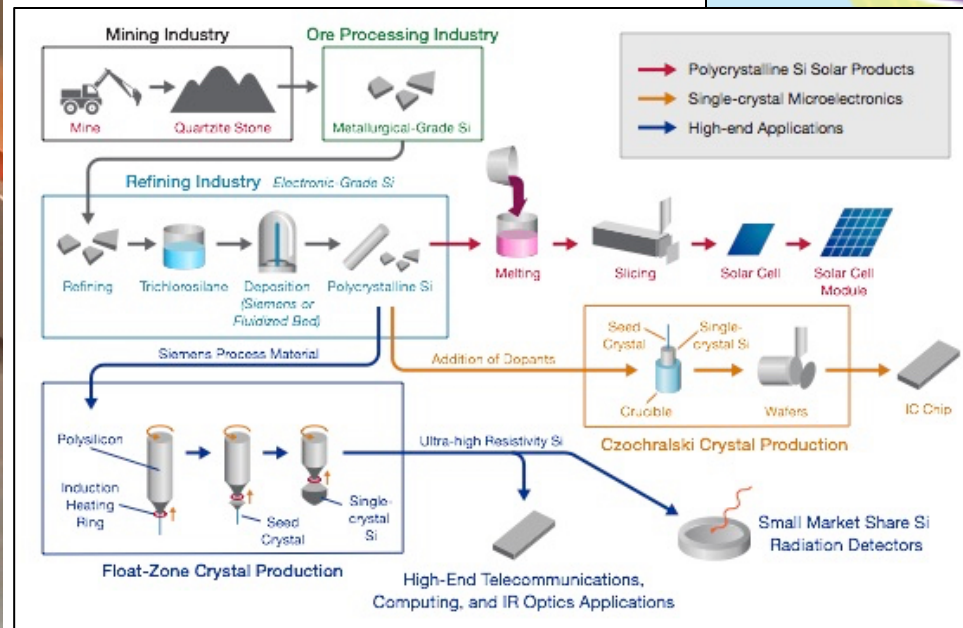 Mining Industry
Ore Processing Industry
Mine
Quartzite Stone
Metallurgical-Grade Si
Polycrystalline Si Solar Products
Single-crystal Microelectronics
High-end Applications
Refining Industry Electronic-Grade Si
Refining
Trichlorosilane
Deposition
(Siemens or
Fluidized Bed)
Polycrystalline Si
Melting
Slicing
Solar Cell
Solar Cell
Module
Siemens Process Material
Addition of Dopants
Seed
Crystal
Single-
crystal Si
Crucible
Wafers
IC Chip
Czochralski Crystal Production
Polysilicon
Induction
Heating
Ring
Seed
Crystal
Single-
crystal
Si
Float-Zone Crystal Production
Ultra-high Resistivity Si
High-End Telecommunications,
Computing, and IR Optics Applications
Small Market Share Si
Radiation Detectors